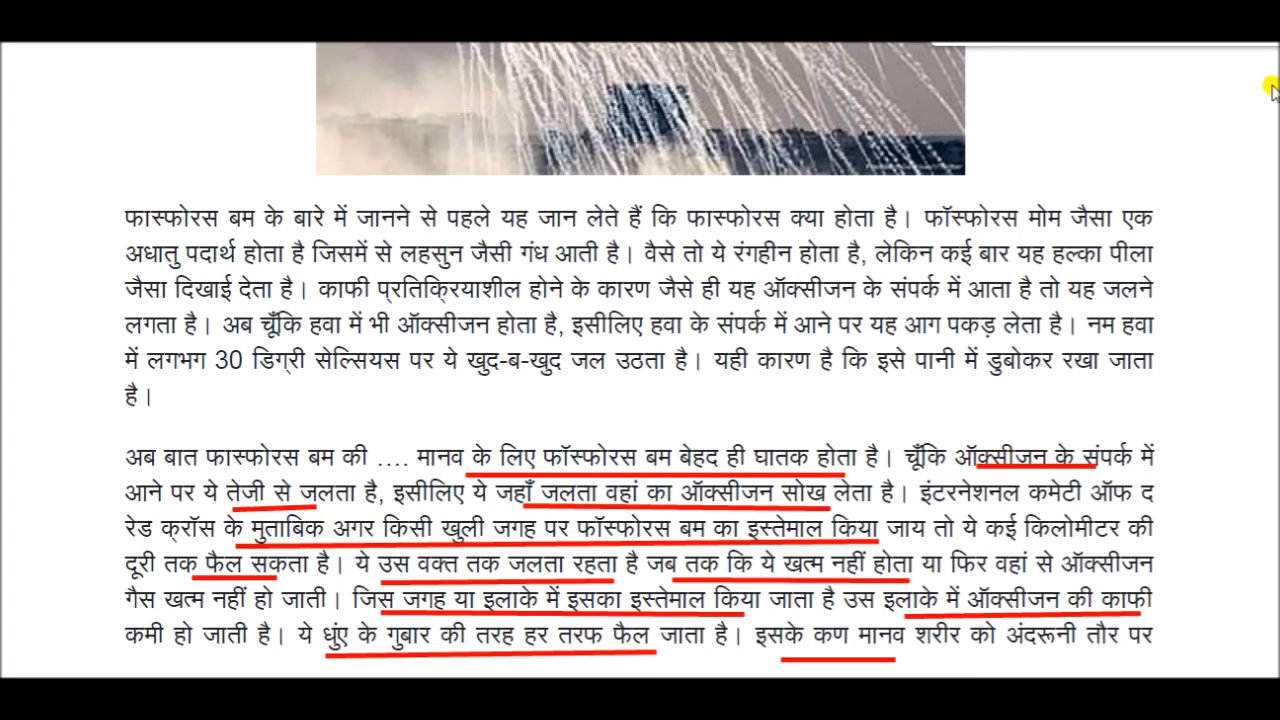 फास्फोरस बम के बारे में जानने से पहले यह जान लेते हैं कि फास्फोरस क्या होता है। फॉस्फोरस मोम जैसा एक
अधातु पदार्थ होता है जिसमें से लहसुन जैसी गंध आती है। वैसे तो ये रंगहीन होता है, लेकिन कई बार यह हल्का पीला
जैसा दिखाई देता है। काफी प्रतिक्रियाशील होने के कारण जैसे ही यह ऑक्सीजन के संपर्क में आता है तो यह जलने
लगता है। अब चूँकि हवा में भी ऑक्सीजन होता है, इसीलिए हवा के संपर्क में आने पर यह आग पकड़ लेता है। नम हवा
में लगभग 30 डिग्री सेल्सियस पर ये खुद-ब-खुद जल उठता है। यही कारण है कि इसे पानी में डुबोकर रखा जाता
है।
अब बात फास्फोरस बम की .... मानव के लिए फॉस्फोरस बम बेहद ही घातक होता है। चूँकि ऑक्सीजन के संपर्क में
आने पर ये तेजी से जलता है, इसीलिए ये जहाँ जलता वहां का ऑक्सीजन सोख लेता है। इंटरनेशनल कमेटी ऑफ द
रेड क्रॉस के मुताबिक अगर किसी खुली जगह पर फॉस्फोरस बम का इस्तेमाल किया जाय तो ये कई किलोमीटर की
दूरी तक फैल सकता है। ये उस वक्त तक जलता रहता है जब तक कि ये खत्म नहीं होता या फिर वहां से ऑक्सीजन
गैस खत्म नहीं हो जाती। जिस जगह या इलाके में इसका इस्तेमाल किया जाता है उस इलाके में ऑक्सीजन की काफी
कमी हो जाती है। ये धुंए के गुबार की तरह हर तरफ फैल जाता है। इसके कण मानव शरीर को अंदरूनी तौर पर